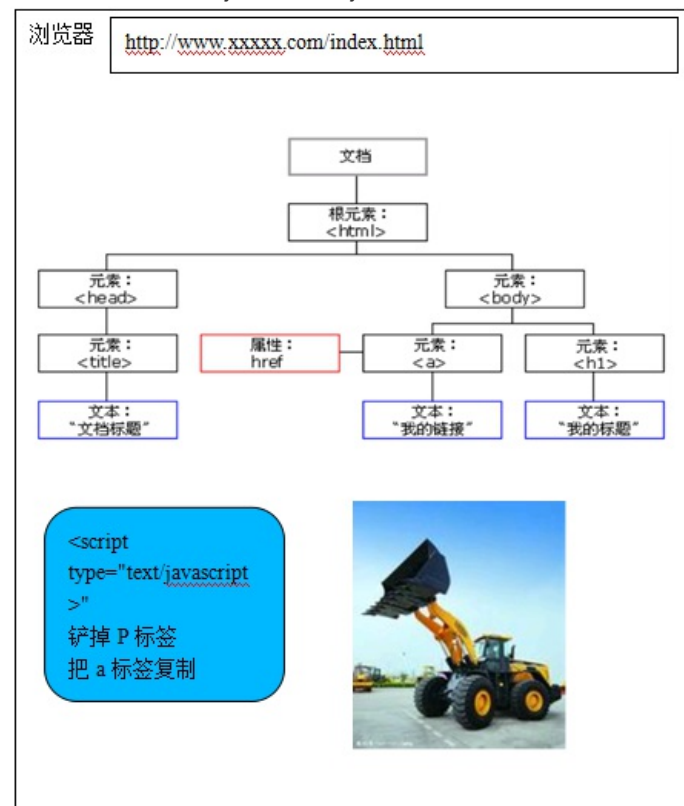 浏览器
http://www.xxxxx.com/index.html
文档
根元素：
<html>
元素：
<head>
元素：
<body>
元素：
<title>
属性：
href
元素：
<a>
元素：
<h1>
文本：
"文档标题"
文本：
"我的链接"
文本：
"我的标题"
<script
type="text/javascript
>"
铲掉 P 标签
把 a 标签复制